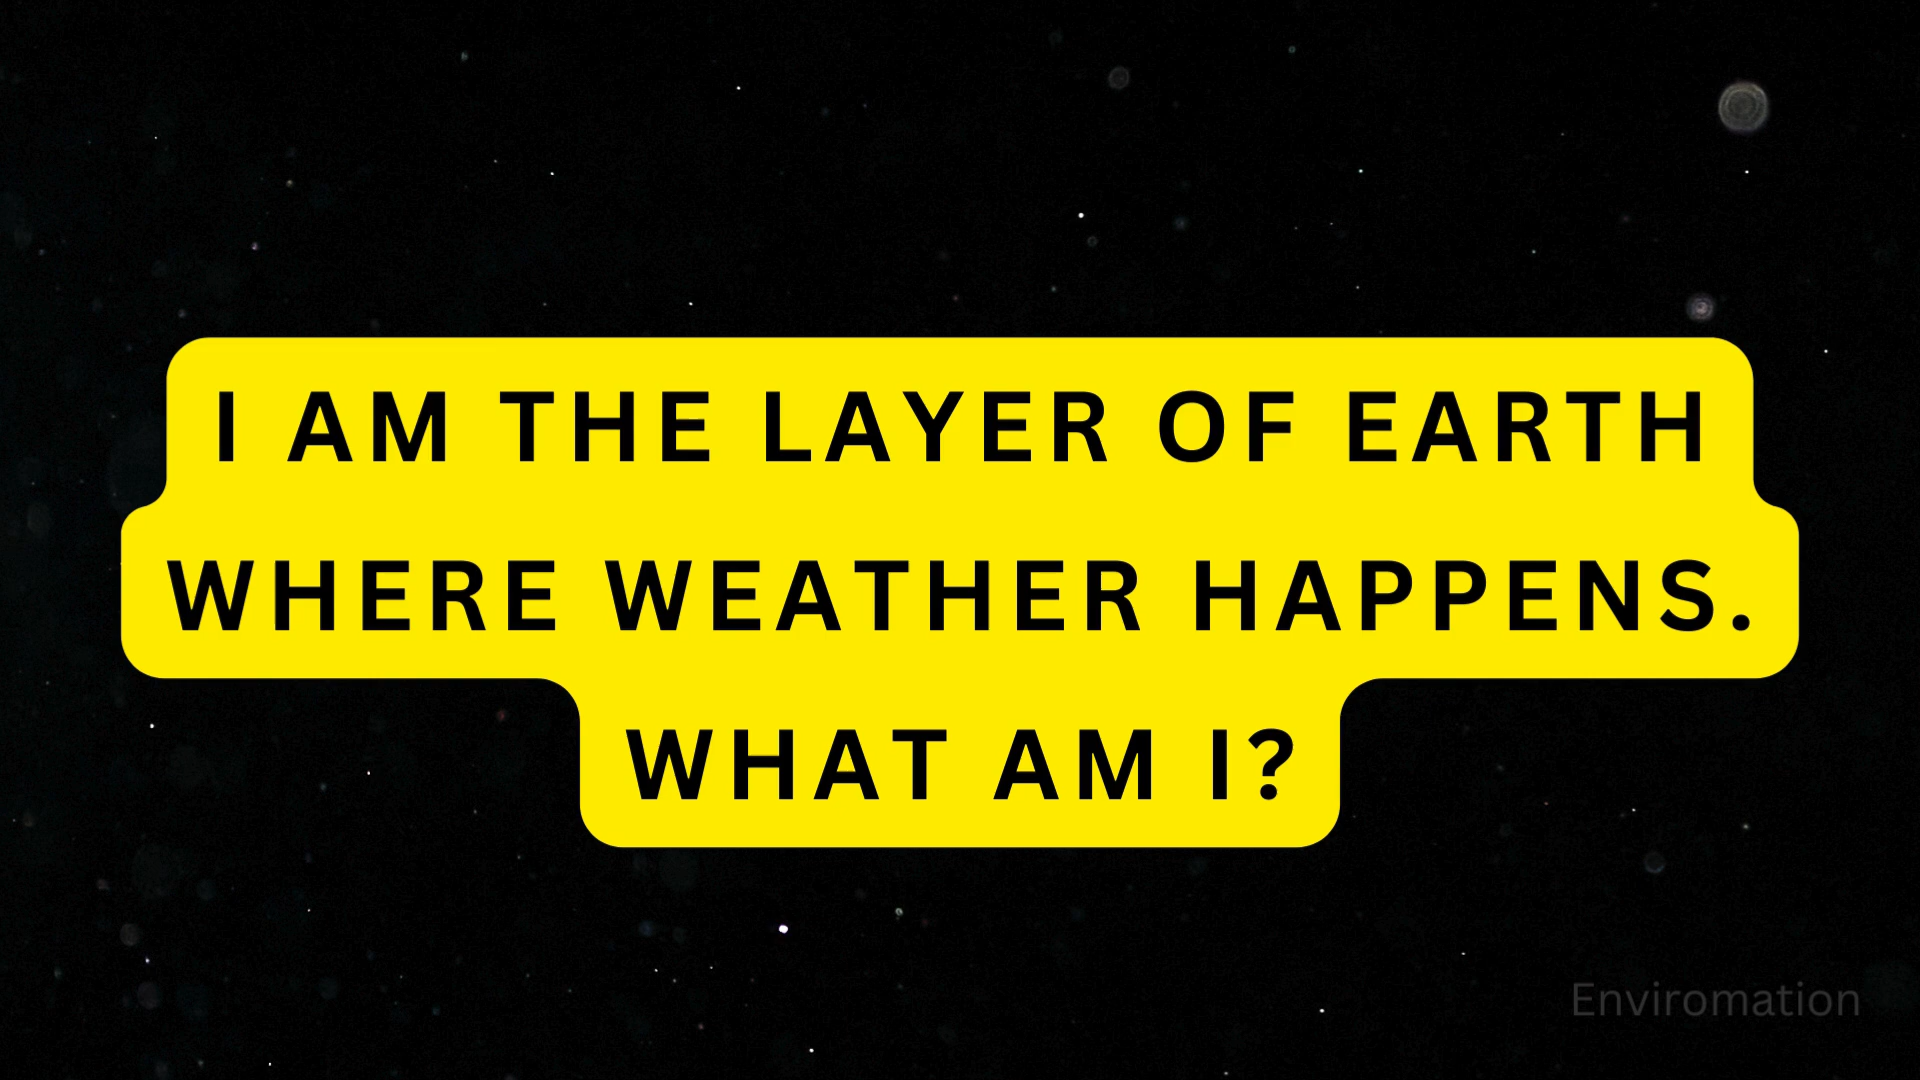 I AM THE LAYER OF EARTH
WHERE WEATHER HAPPENS.
WHAT AM I?
Enviromation